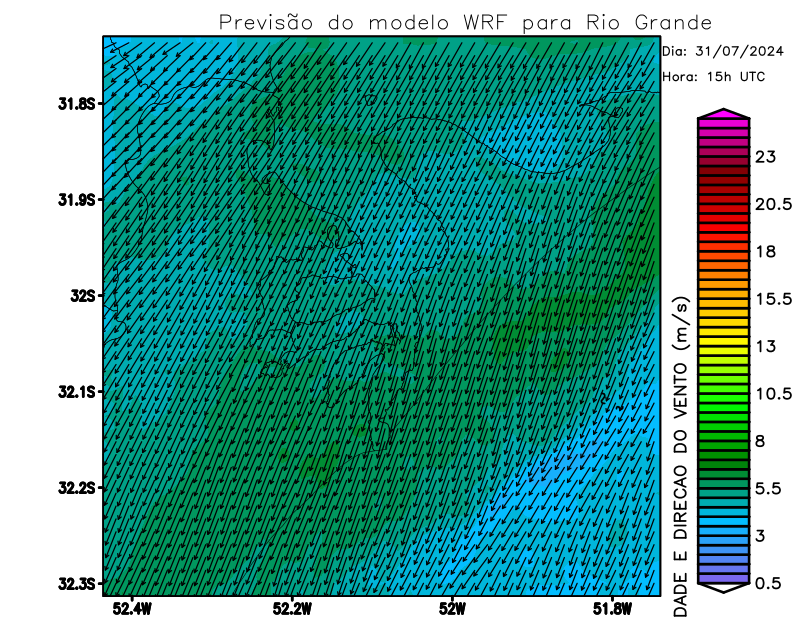 Previsão do modelo WRF para Rio Grande
Dia: 31/07/2024
Hora: 15h UTC
31.8S
31.9S
32S
32.1S
32.2S
32.3S
52.4W
52.2W
52W
51.8W
23
20.5
18
15.5
13
10.5
8
5.5
3
0.5
DADE E DIRECAO DO VENTO (m/s)